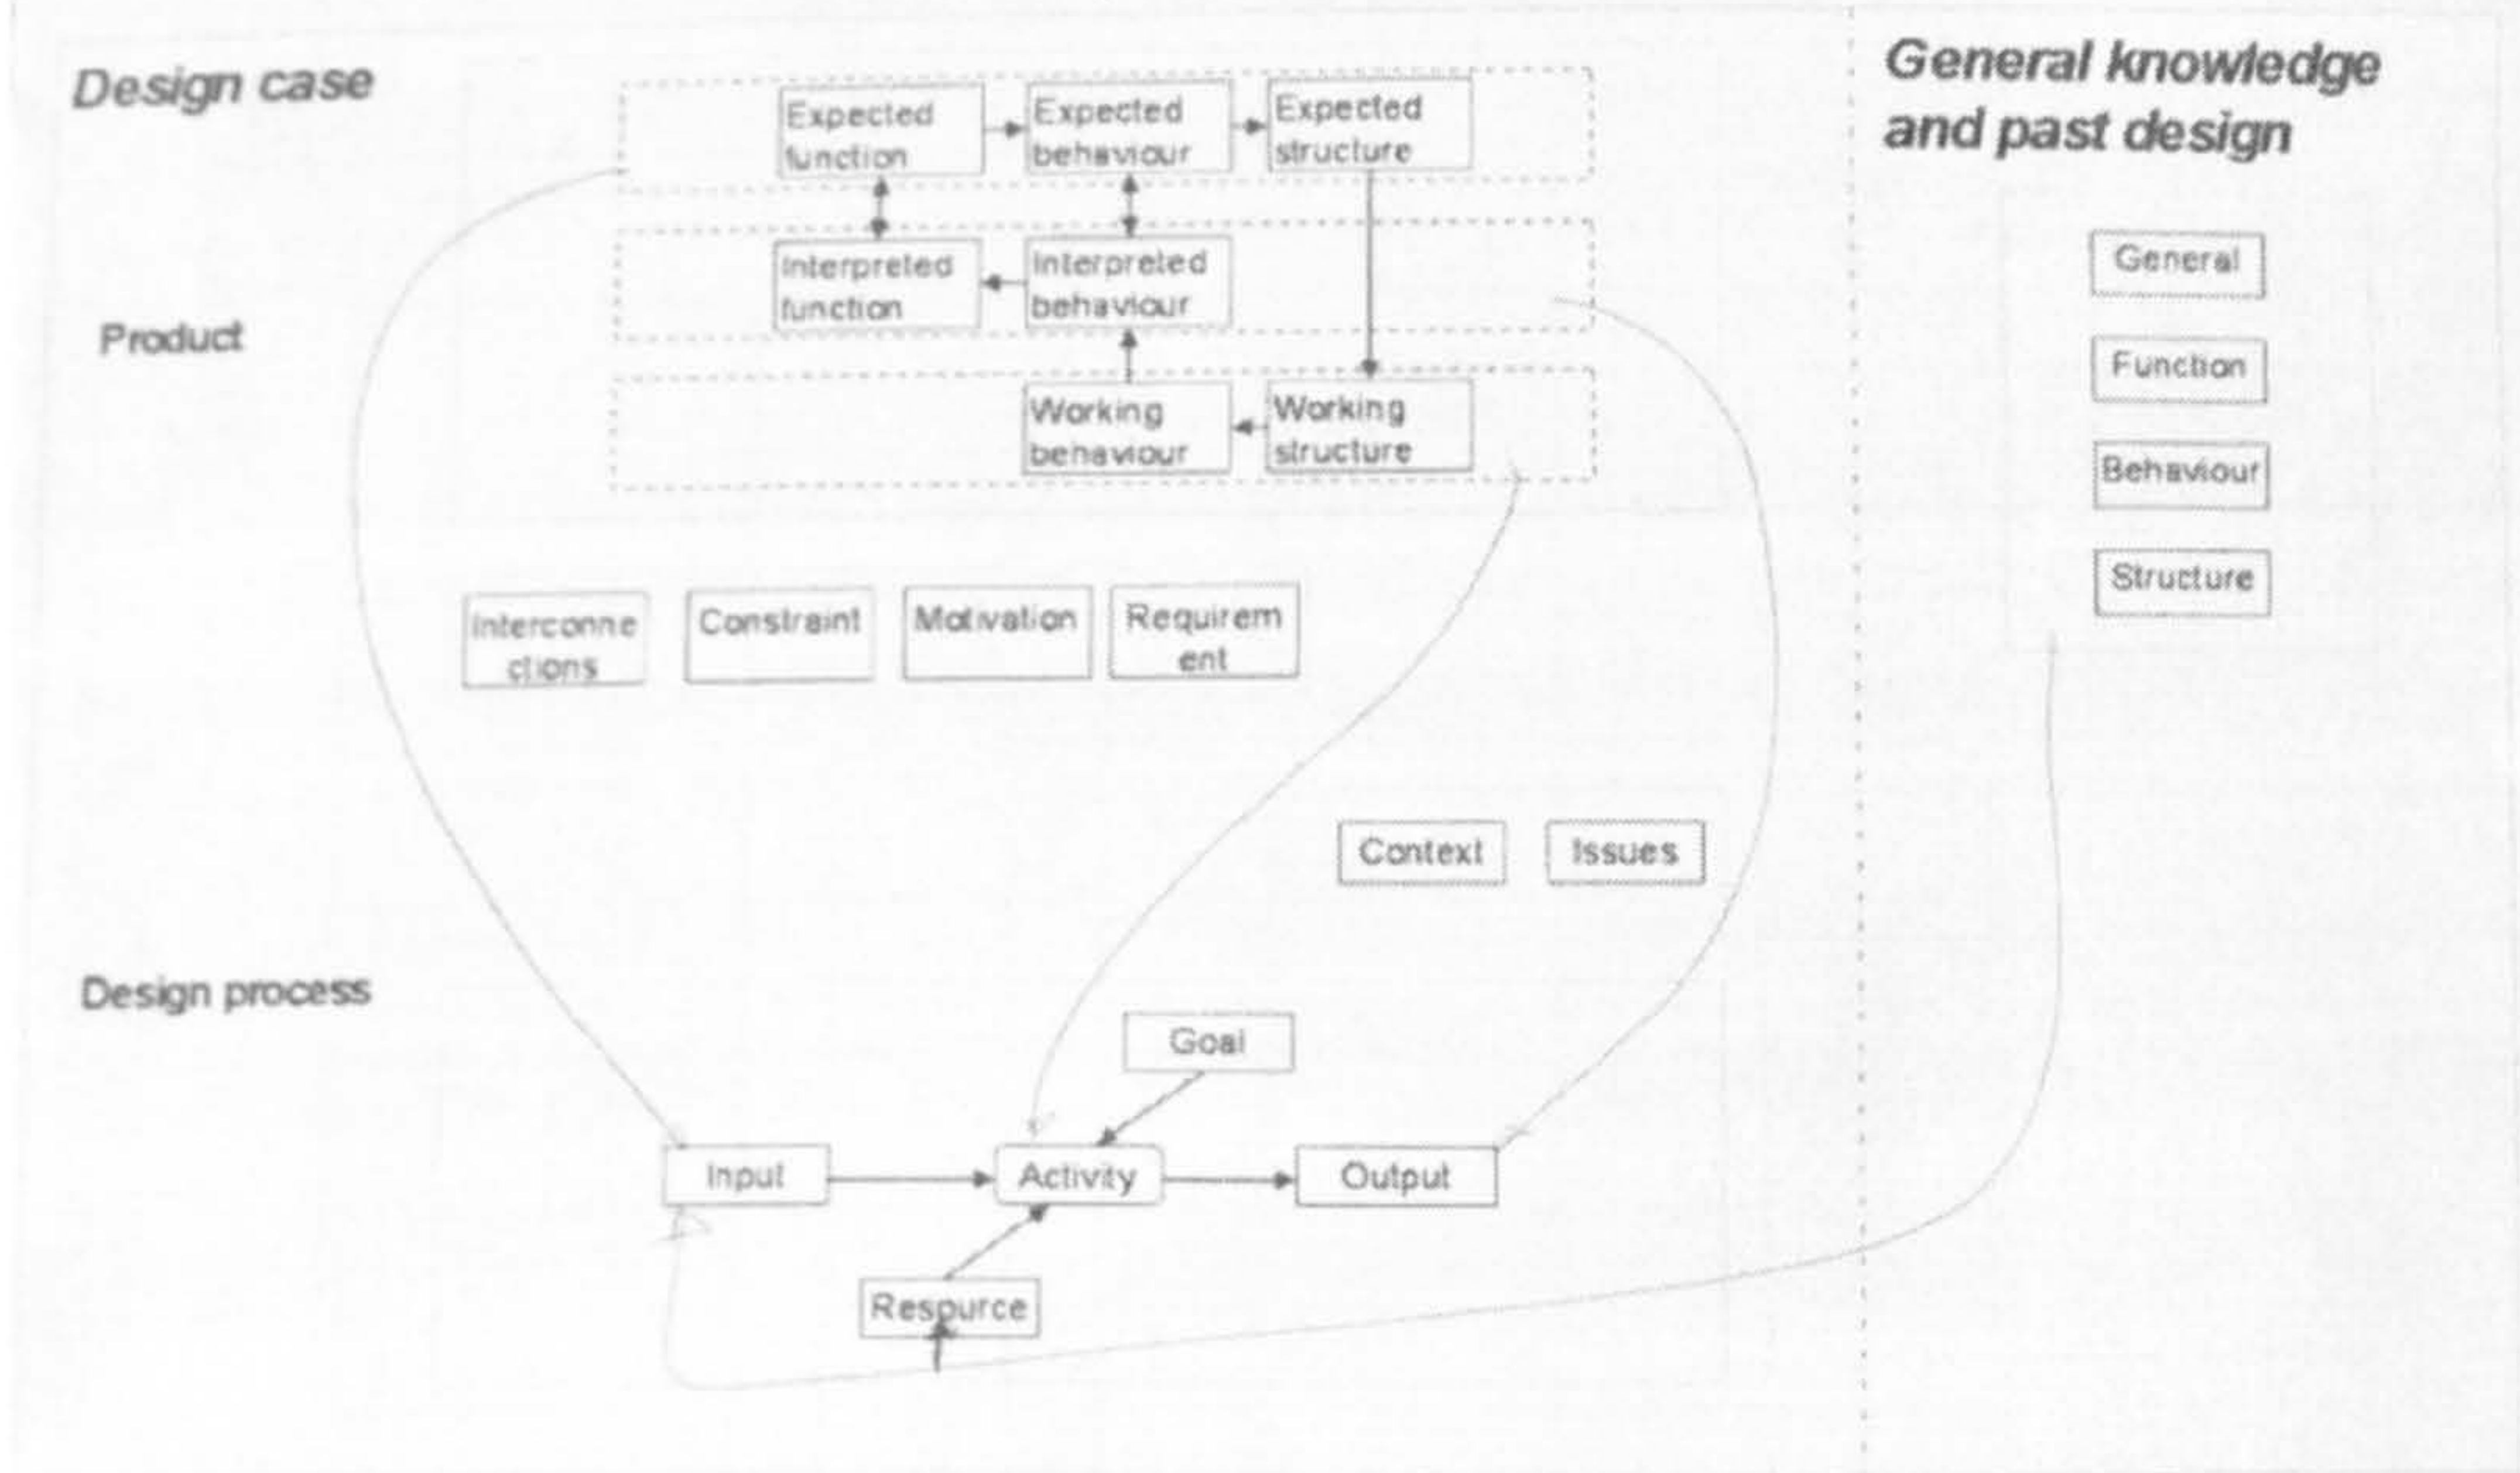 Design case
General knowledge
and past design
Expected
function
Expected
behaviour
Expected
structure
Interpreted
function
Interpreted
behaviour
Product
Working
behaviour
Working
structure
General
Function
Behaviour
Structure
Interconne
ctions
Constraint
Motivation
Requirem
ent
Context
Issues
Design process
Goal
Input
Activity
Output
Resource